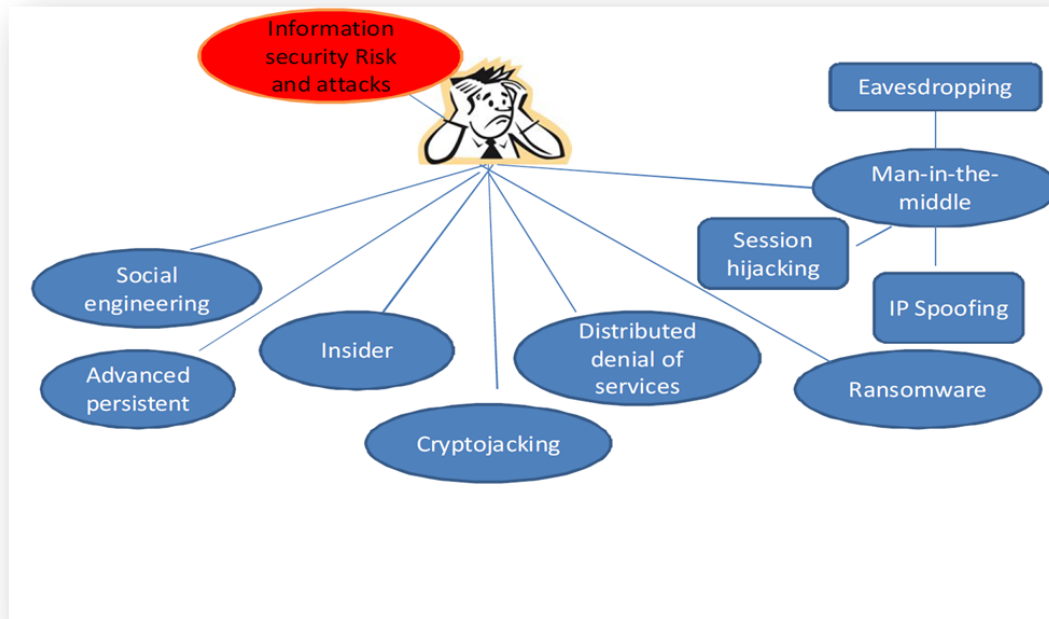 Information
security Risk
and attacks
Eavesdropping
Man-in-the-
middle
Session
hijacking
IP Spoofing
Social
engineering
Insider
Distributed
denial of
services
Advanced
persistent
Ransomware
Cryptojacking